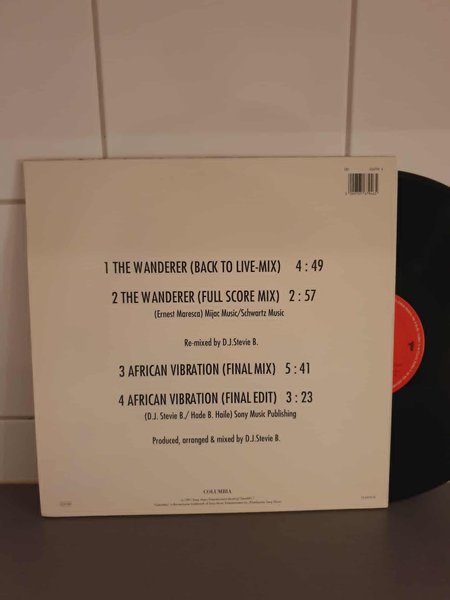 1 THE WANDERER (BACK TO LIVE-MIX) 4 : 49
2 THE WANDERER (FULL SCORE MIX) 2 : 57
(Ernest Maresca) Mijac Music/Schwartz Music
Re-mixed by D.J.Stevie B.
3 AFRICAN VIBRATION (FINAL MIX) 5 : 41
4 AFRICAN VIBRATION (FINAL EDIT) 3 : 23
(D.J. Stevie B./ Hade B. Haile) Sony Music Publishing
Produced, arranged & mixed by D.J.Stevie B.
COLUMBIA